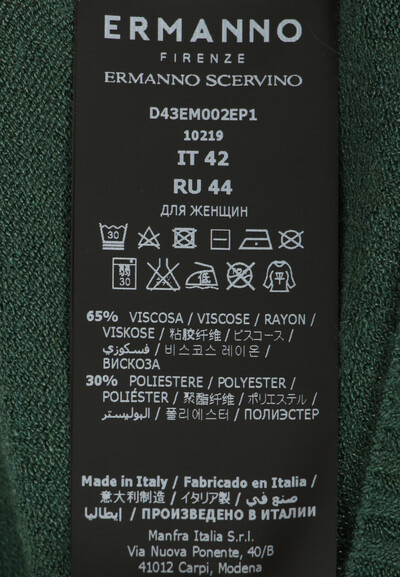 ERMANNO
FIRENZE
ERMANNO SCERVINO
D43EM002EP1
10219
IT 42
RU 44
ДЛЯ ЖЕНЩИН
30
30 平
65% VISCOSA / VISCOSE / RAYON /
VISKOSE / 粘胶纤维 / ビスコース /
فسكوزي / 비스코스 레이온 /
ВИСКОЗА
30% POLIESTERE / POLYESTER /
POLIÉSTER / 聚酯纤维 / ポリエステル /
البوليستر / 폴리에스터 / ПОЛИЭСТЕР
Made in Italy / Fabricado en Italia /
意大利制造 / イタリア製 / صنع في
إيطاليا / ПРОИЗВЕДЕНО В ИТАЛИИ
Manfra Italia S.r.l.
Via Nuova Ponente, 40/B
41012 Carpi, Modena